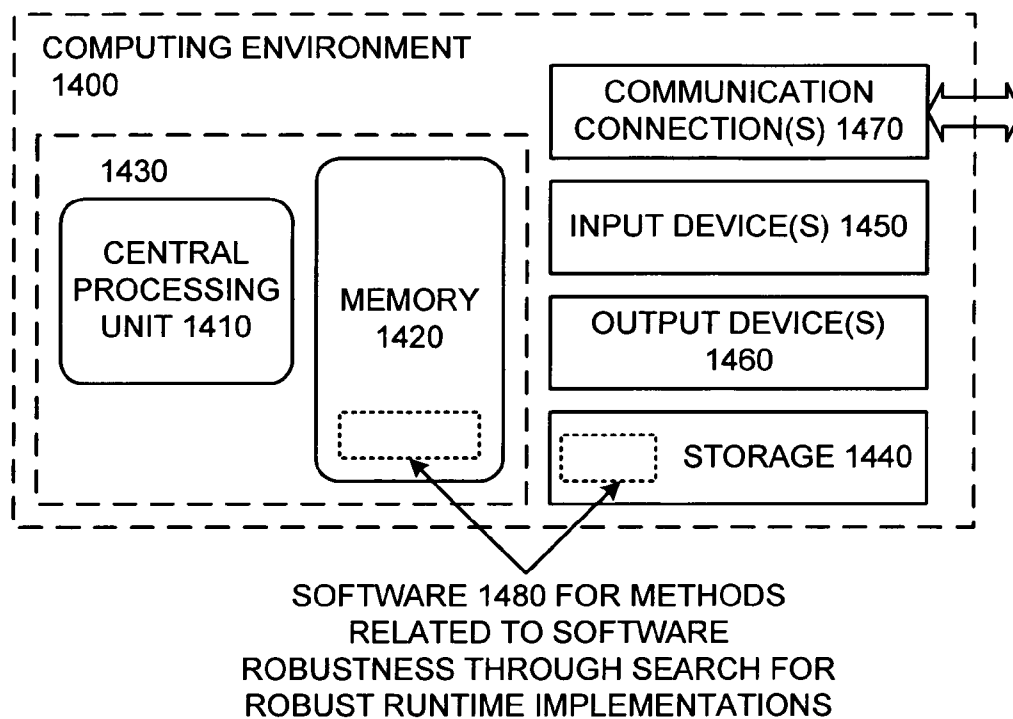 COMPUTING ENVIRONMENT
1400
COMMUNICATION
CONNECTION(S) 1470
1430
CENTRAL
PROCESSING
UNIT 1410
MEMORY
1420
INPUT DEVICE(S) 1450
OUTPUT DEVICE(S)
1460
STORAGE 1440
SOFTWARE 1480 FOR METHODS
RELATED TO SOFTWARE
ROBUSTNESS THROUGH SEARCH FOR
ROBUST RUNTIME IMPLEMENTATIONS